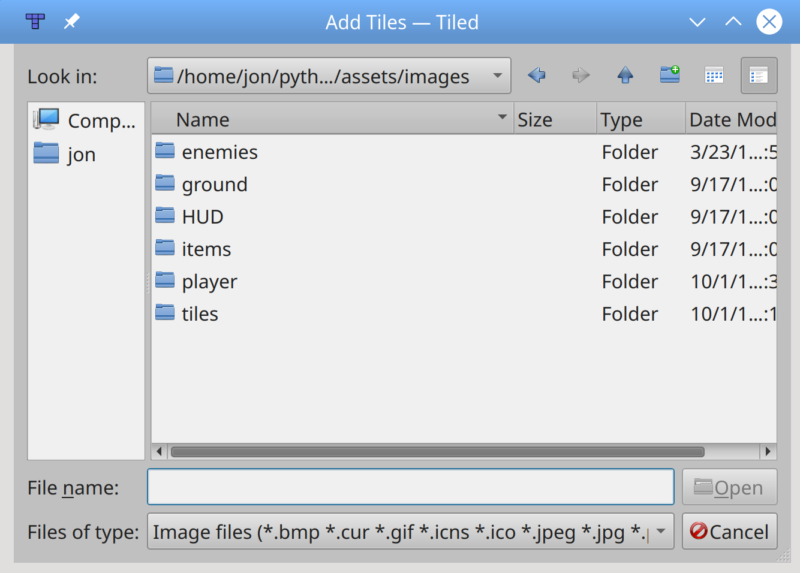 Add Tiles — Tiled
Look in: /home/jon/pyth.../assets/images
Comp...
jon
Name Size Type Date Mod
enemies Folder 3/23/1...:5
ground Folder 9/17/1...:0
HUD Folder 9/17/1...:0
items Folder 9/17/1...:0
player Folder 10/1/1...:3
tiles Folder 10/1/1...:1
File name: Open
Files of type: Image files (*.bmp *.cur *.gif *.icns *.ico *.jpeg *.jpg *. Cancel